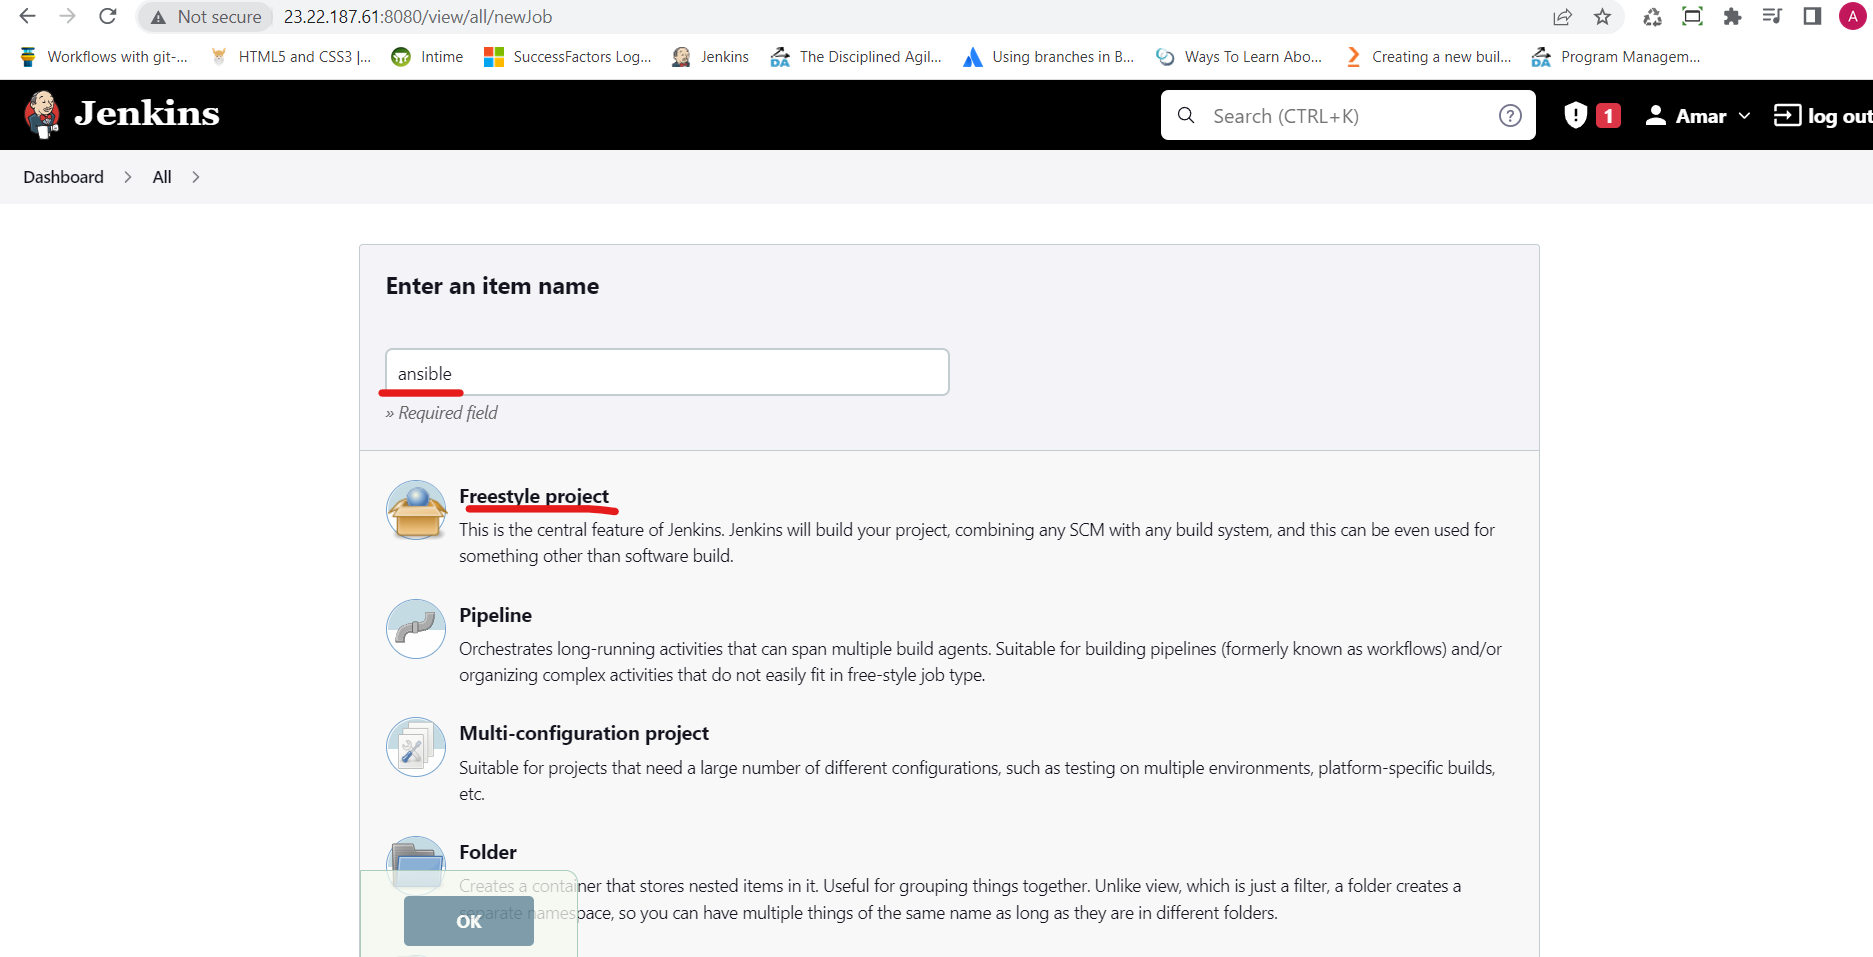 Not secure 23.22.187.61:8080/view/all/newJob A
Workflows with git-... HTML5 and CSS3 |... Intime SuccessFactors Log... Jenkins The Disciplined Agil... Using branches in B... Ways To Learn Abo... Creating a new buil... Program Managem...
Jenkins Search (CTRL+K) ? 1 Amar log out
Dashboard All
Enter an item name
ansible
» Required field
Freestyle project
This is the central feature of Jenkins. Jenkins will build your project, combining any SCM with any build system, and this can be even used for
something other than software build.
Pipeline
Orchestrates long-running activities that can span multiple build agents. Suitable for building pipelines (formerly known as workflows) and/or
organizing complex activities that do not easily fit in free-style job type.
Multi-configuration project
Suitable for projects that need a large number of different configurations, such as testing on multiple environments, platform-specific builds,
etc.
Folder
Creates a container that stores nested items in it. Useful for grouping things together. Unlike view, which is just a filter, a folder creates a
separate namespace, so you can have multiple things of the same name as long as they are in different folders.
OK